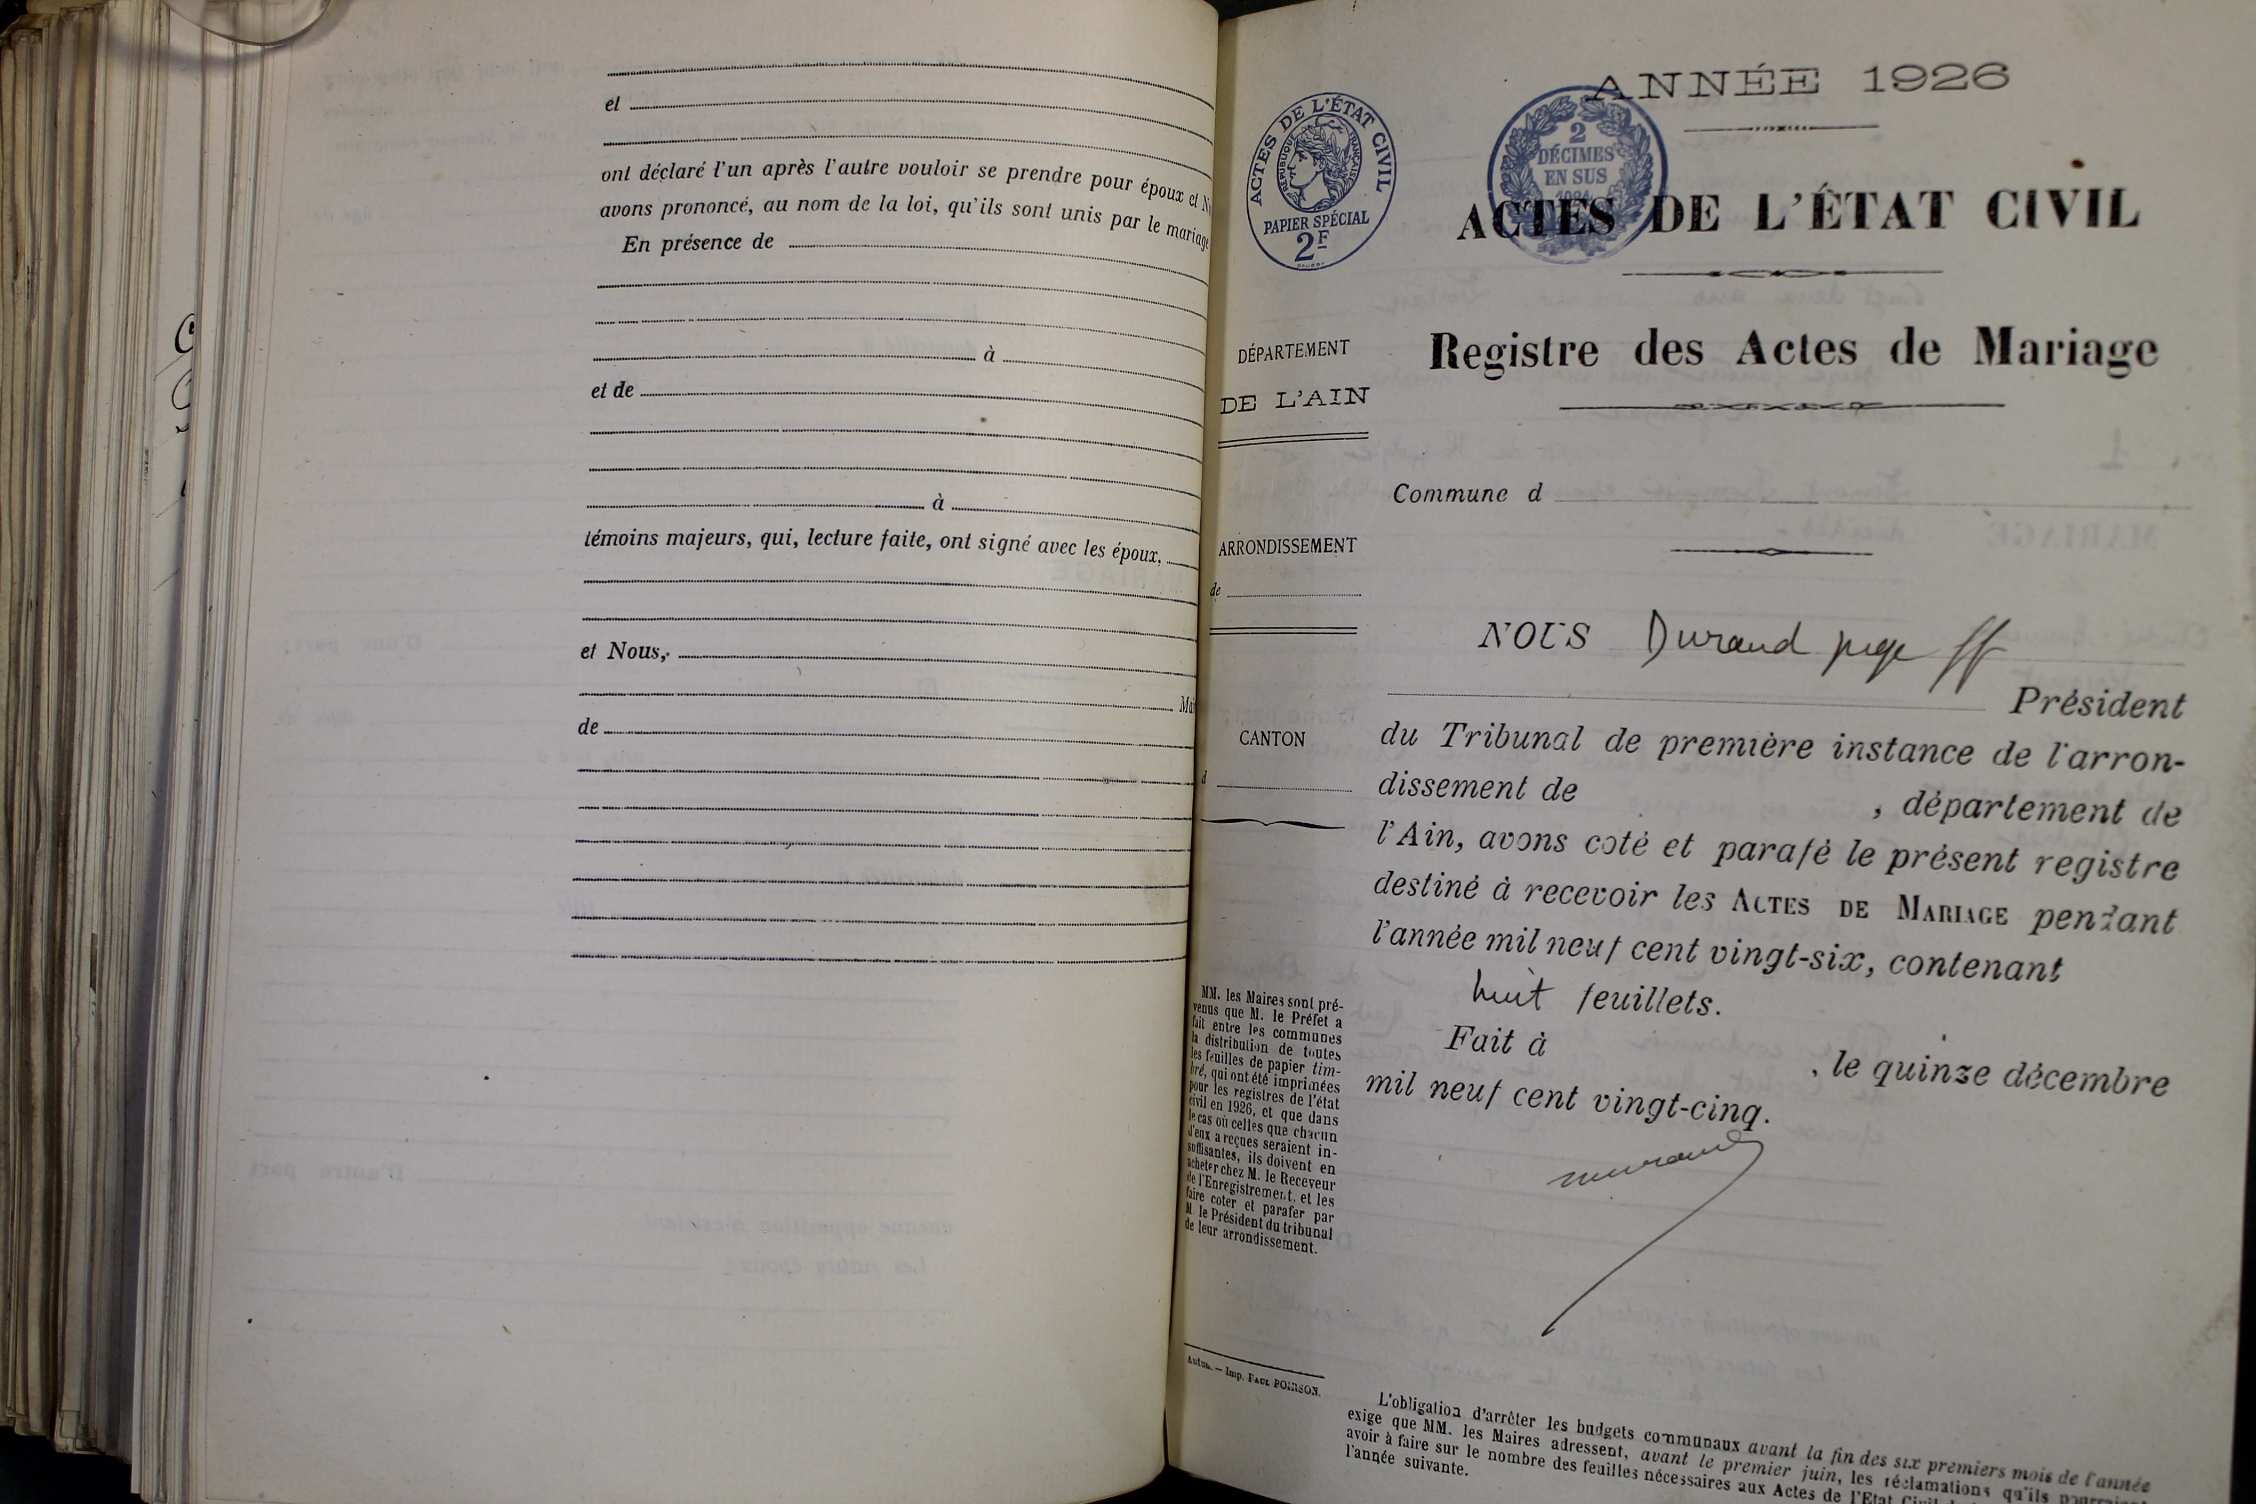 et
ont déclaré l'un après l'autre vouloir se prendre pour époux et
avons prononcé, au nom de la loi, qu'ils sont unis par le mariage
En présence de
à
et de
à
témoins majeurs, qui, lecture faite, ont signé avec les époux,
et Nous,
de
ACTES DE L'ÉTAT CIVIL
RÉPUBLIQUE FRANÇAISE
PAPIER SPÉCIAL
2F
2
DÉCIMES
EN SUS
ANNÉE 1926
ACTES DE L'ÉTAT CIVIL
Registre des Actes de Mariage
DÉPARTEMENT
DE L'AIN
ARRONDISSEMENT
de
CANTON
d
MM. les Maires sont pré-
venus que M. le Préfet a
fait entre les communes
la distribution de toutes
les feuilles de papier tim-
bré, qui ont été imprimées
pour les registres de l'état
civil en 1926, et que dans
le cas où celles que chacun
d'eux a reçues seraient in-
suffisantes, ils doivent en
acheter chez M. le Receveur
de l'Enregistrement, et les
faire coter et parafer par
M. le Président du tribunal
de leur arrondissement.
Autun. — Imp. PAUL POIRSON.
Commune d
NOUS Durand juge ff
Président
du Tribunal de première instance de l'arron-
dissement de , département de
l'Ain, avons coté et parafé le présent registre
destiné à recevoir les ACTES DE MARIAGE pendant
l'année mil neuf cent vingt-six, contenant
huit feuillets.
Fait à , le quinze décembre
mil neuf cent vingt-cinq.
L'obligation d'arrêter les budgets communaux avant la fin des six premiers mois de l'année
exige que MM. les Maires adressent, avant le premier juin, les réclamations qu'ils
avoir à faire sur le nombre des feuilles nécessaires aux Actes de l'Etat Civil
l'année suivante.